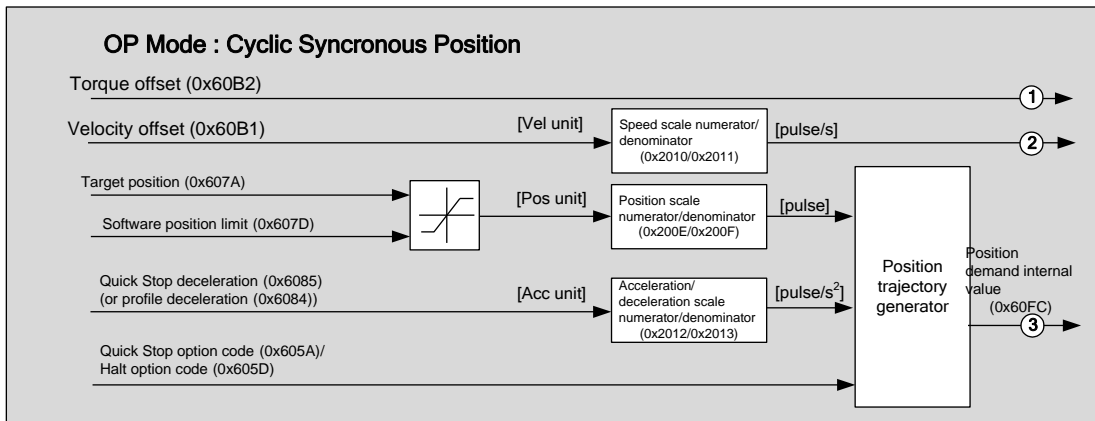 OP Mode : Cyclic Syncronous Position
Torque offset (0x60B2)
1
Velocity offset (0x60B1)
[Vel unit]
Speed scale numerator/
denominator
(0x2010/0x2011)
[pulse/s]
2
Target position (0x607A)
Software position limit (0x607D)
[Pos unit]
Position scale
numerator/denominator
(0x200E/0x200F)
[pulse]
Quick Stop deceleration (0x6085)
(or profile deceleration (0x6084))
[Acc unit]
Acceleration/
deceleration scale
numerator/denominator
(0x2012/0x2013)
[pulse/s²]
Quick Stop option code (0x605A)/
Halt option code (0x605D)
Position
trajectory
generator
Position
demand internal
value
(0x60FC)
3